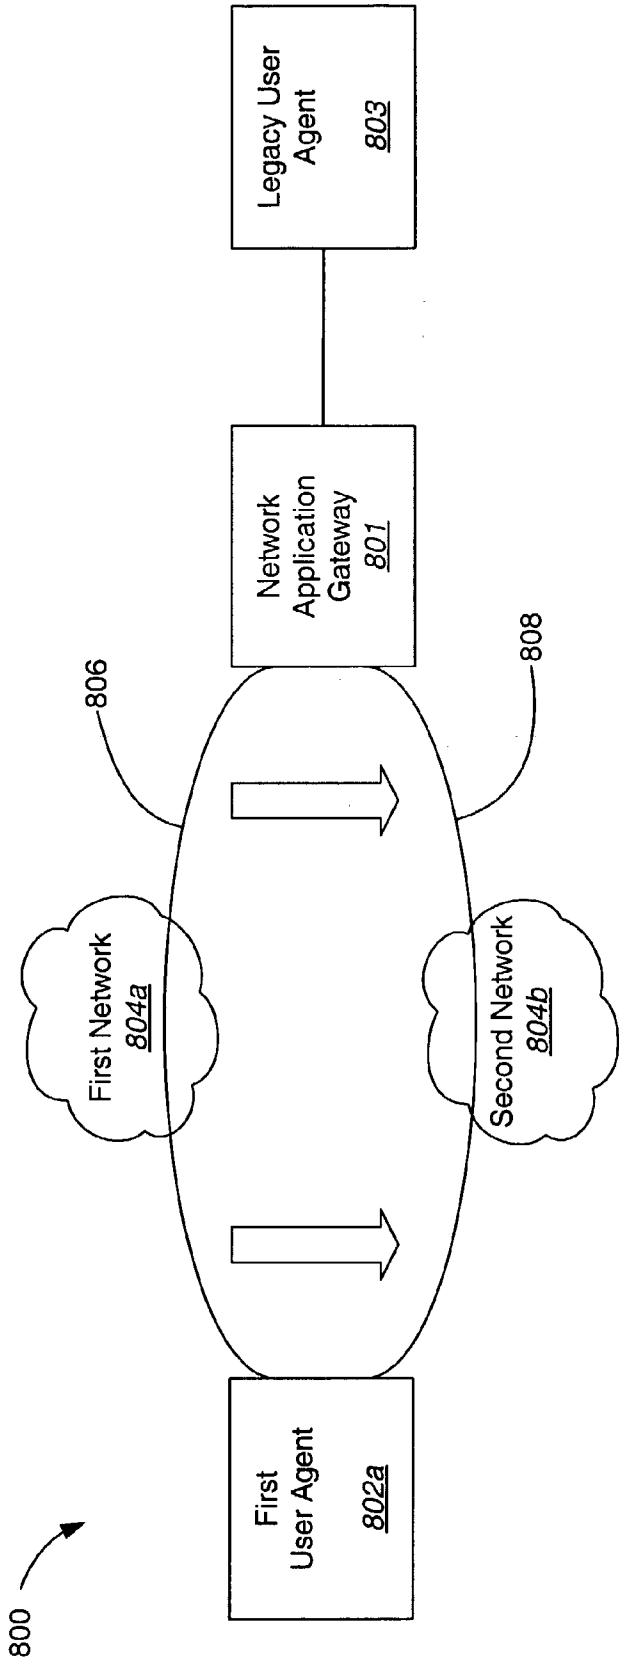 800
First Network
804a
806
First
User Agent
802a
Network
Application
Gateway
801
Legacy User
Agent
803
Second Network
804b
808